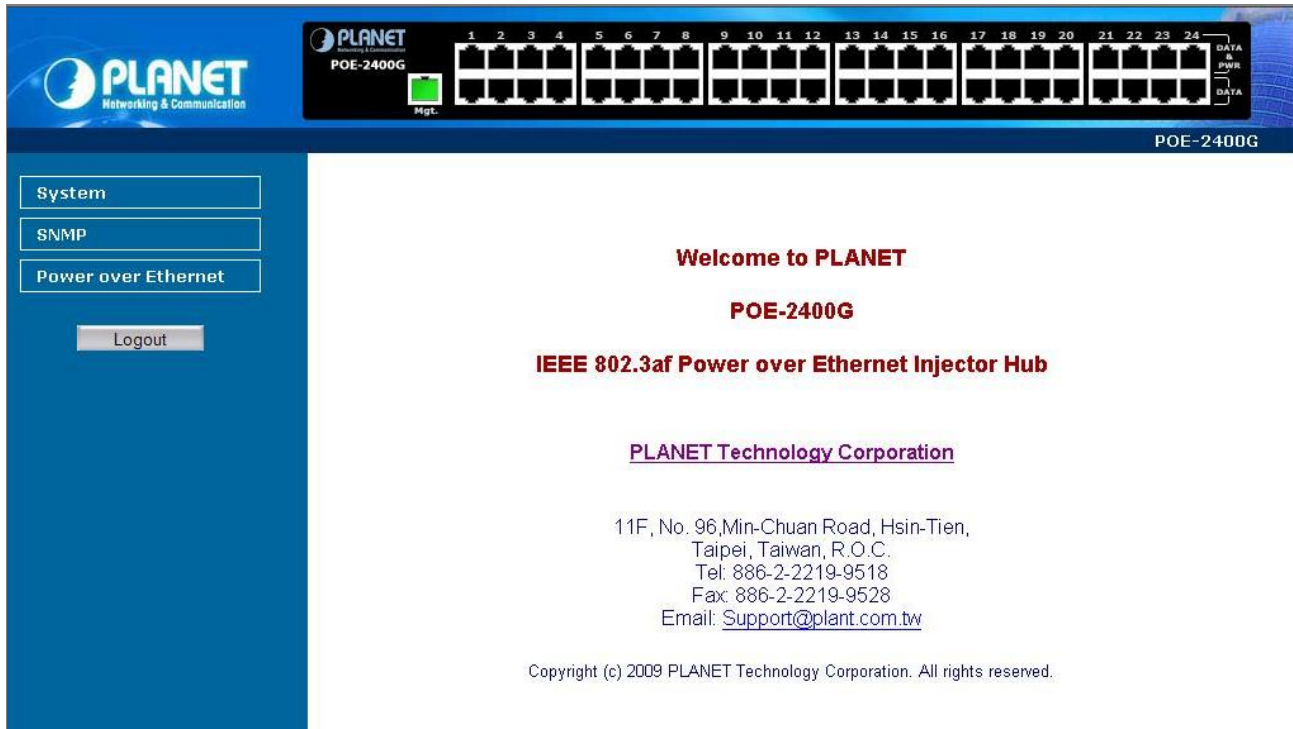 PLANET
Networking & Communication
PLANET
Networking & Communication
POE-2400G
Mgt.
1 2 3 4 5 6 7 8 9 10 11 12 13 14 15 16 17 18 19 20 21 22 23 24
DATA
&
PWR
DATA
POE-2400G
System
SNMP
Power over Ethernet
Logout
Welcome to PLANET
POE-2400G
IEEE 802.3af Power over Ethernet Injector Hub
PLANET Technology Corporation
11F, No. 96,Min-Chuan Road, Hsin-Tien,
Taipei, Taiwan, R.O.C.
Tel: 886-2-2219-9518
Fax: 886-2-2219-9528
Email: Support@plant.com.tw
Copyright (c) 2009 PLANET Technology Corporation. All rights reserved.